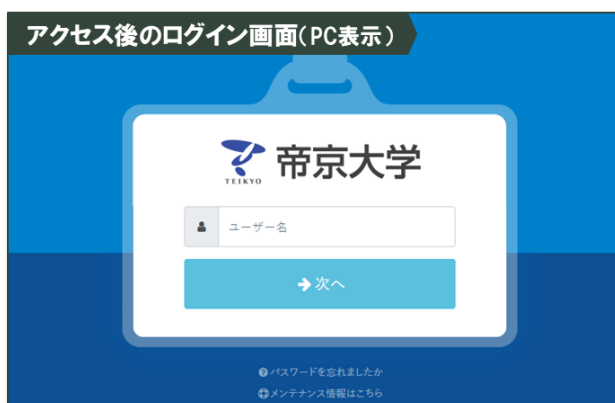 アクセス後のログイン画面(PC表示)
TEIKYO
帝京大学
ユーザー名
次へ
パスワードを忘れましたか
メンテナンス情報はこちら